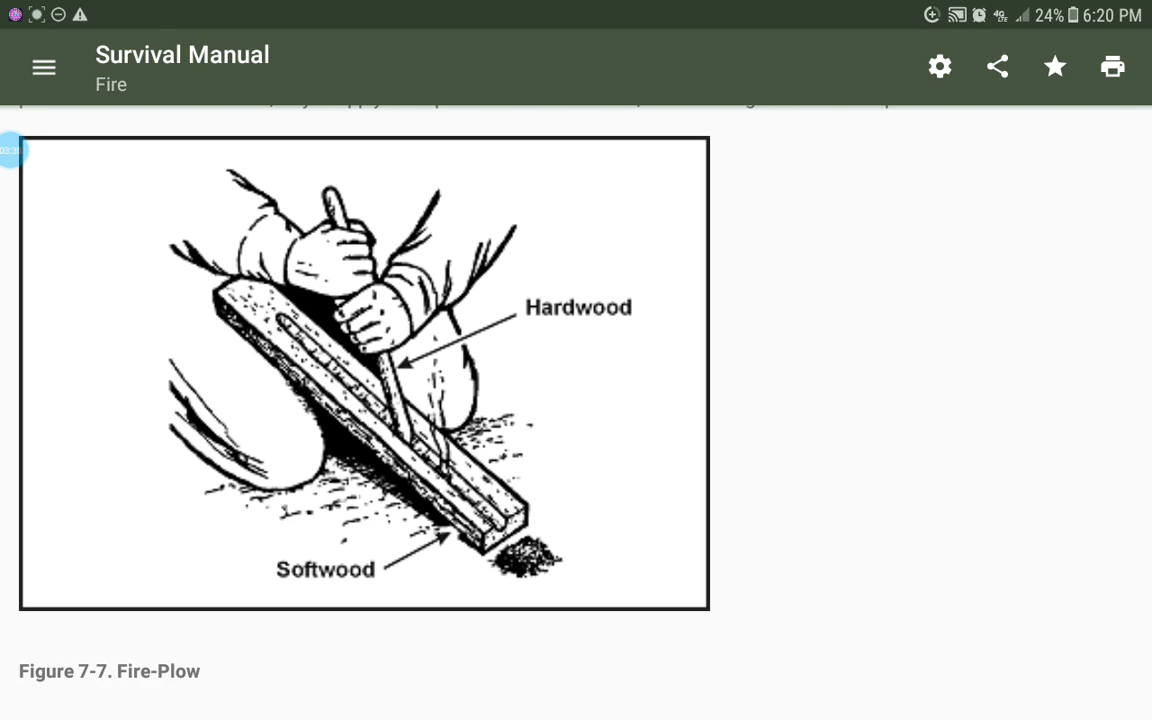 24% 6:20 PM
Survival Manual
Fire
Hardwood
Softwood
Figure 7-7. Fire-Plow